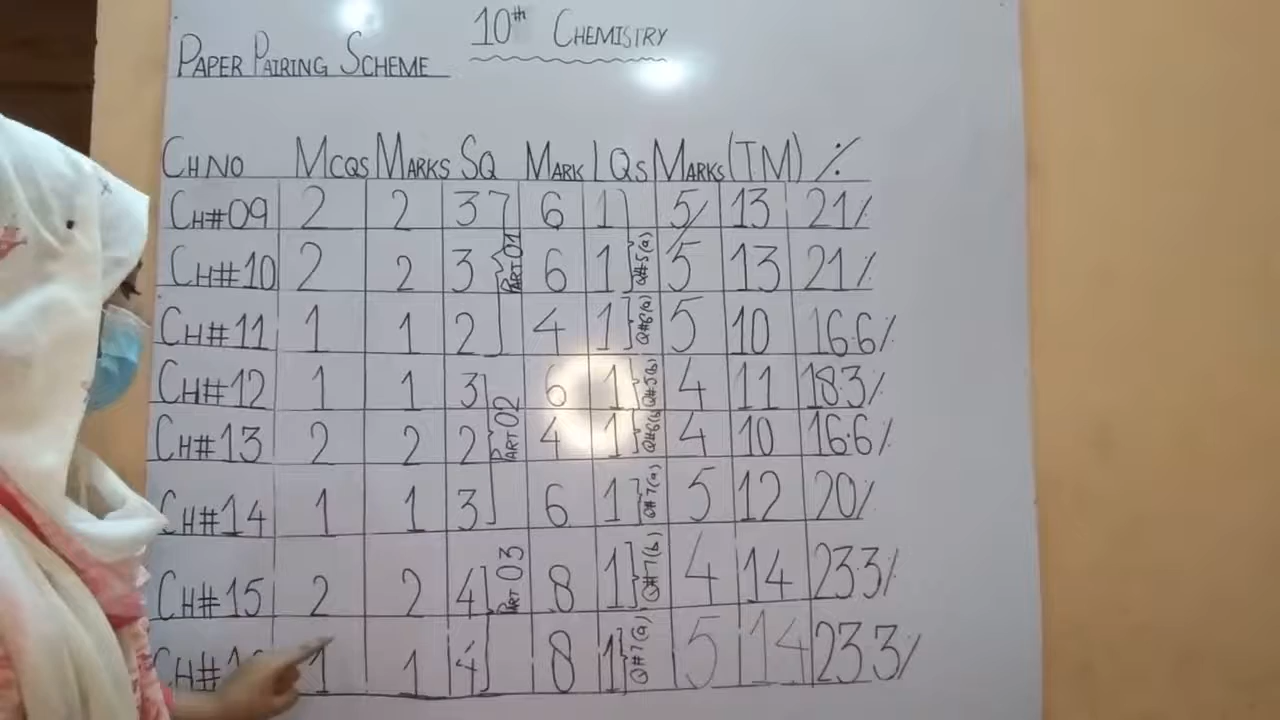 10th CHEMISTRY
PAPER PAIRING SCHEME
CH NO MCQS MARKS SQ MARK LQS MARKS (TM) %
CH#09 2 2 3 6 1 5 13 21%
CH#10 2 2 3 PART 01 6 1 Q#5(a) 5 13 21%
CH#11 1 1 2 4 1 Q#6(a) 5 10 16.6%
CH#12 1 1 3 6 1 Q#5(b) 4 11 18.3%
CH#13 2 2 2 PART 02 4 1 Q#6(b 4 10 16.6%
CH#14 1 1 3 6 1 Q#7(a) 5 12 20%
CH#15 2 2 4 PART 03 8 1 Q#7(b) 4 14 23.3%
CH# 1 1 4 8 1 Q#7(a) 5 14 23.3%